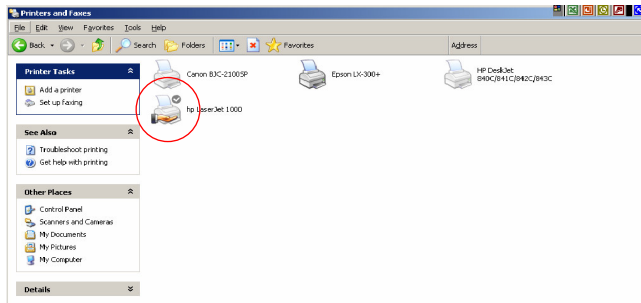 Printers and Faxes
File Edit View Favorites Tools Help
Back Search Folders Favorites Address
Printer Tasks
Add a printer
Set up faxing
See Also
Troubleshoot printing
Get help with printing
Other Places
Control Panel
Scanners and Cameras
My Documents
My Pictures
My Computer
Details
Canon BJC-2100SP
Epson LX-300+
HP DeskJet
840C/841C/842C/843C
hp LaserJet 1000